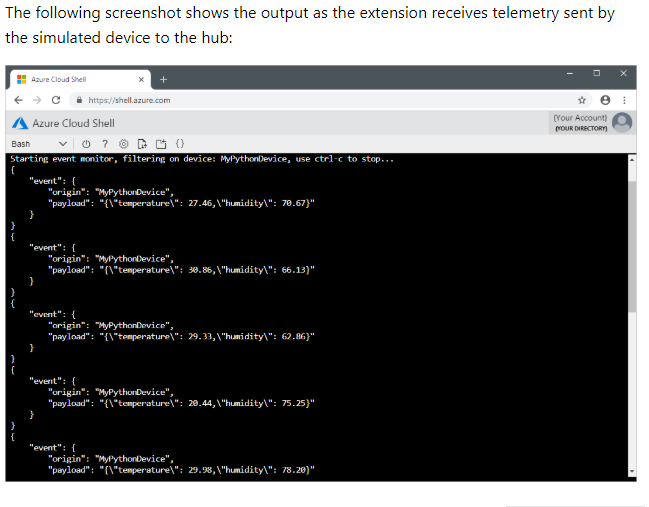 The following screenshot shows the output as the extension receives telemetry sent by
the simulated device to the hub:
Azure Cloud Shell
https://shell.azure.com
Azure Cloud Shell
(Your Account)
(YOUR DIRECTORY)
Bash
Starting event monitor, filtering on device: MyPythonDevice, use ctrl-c to stop...
{
"event": {
"origin": "MyPythonDevice",
"payload": "{\"temperature\": 27.46,\"humidity\": 70.67}"
}
}
{
"event": {
"origin": "MyPythonDevice",
"payload": "{\"temperature\": 30.86,\"humidity\": 66.13}"
}
}
{
"event": {
"origin": "MyPythonDevice",
"payload": "{\"temperature\": 29.33,\"humidity\": 62.86}"
}
}
{
"event": {
"origin": "MyPythonDevice",
"payload": "{\"temperature\": 20.44,\"humidity\": 75.25}"
}
}
{
"event": {
"origin": "MyPythonDevice",
"payload": "{\"temperature\": 29.98,\"humidity\": 78.20}"